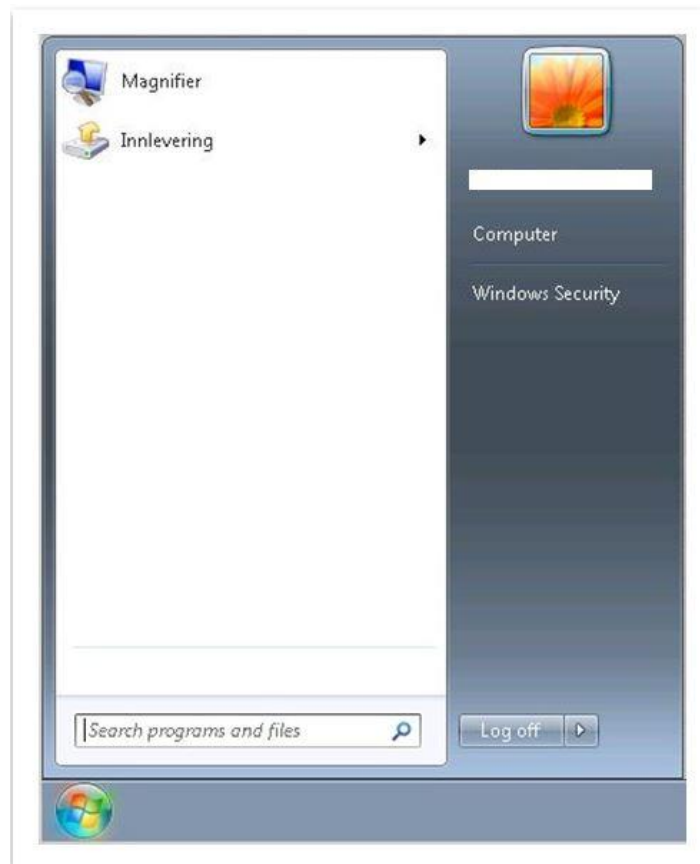 Magnifier
Innlevering
Computer
Windows Security
Search programs and files
Log off